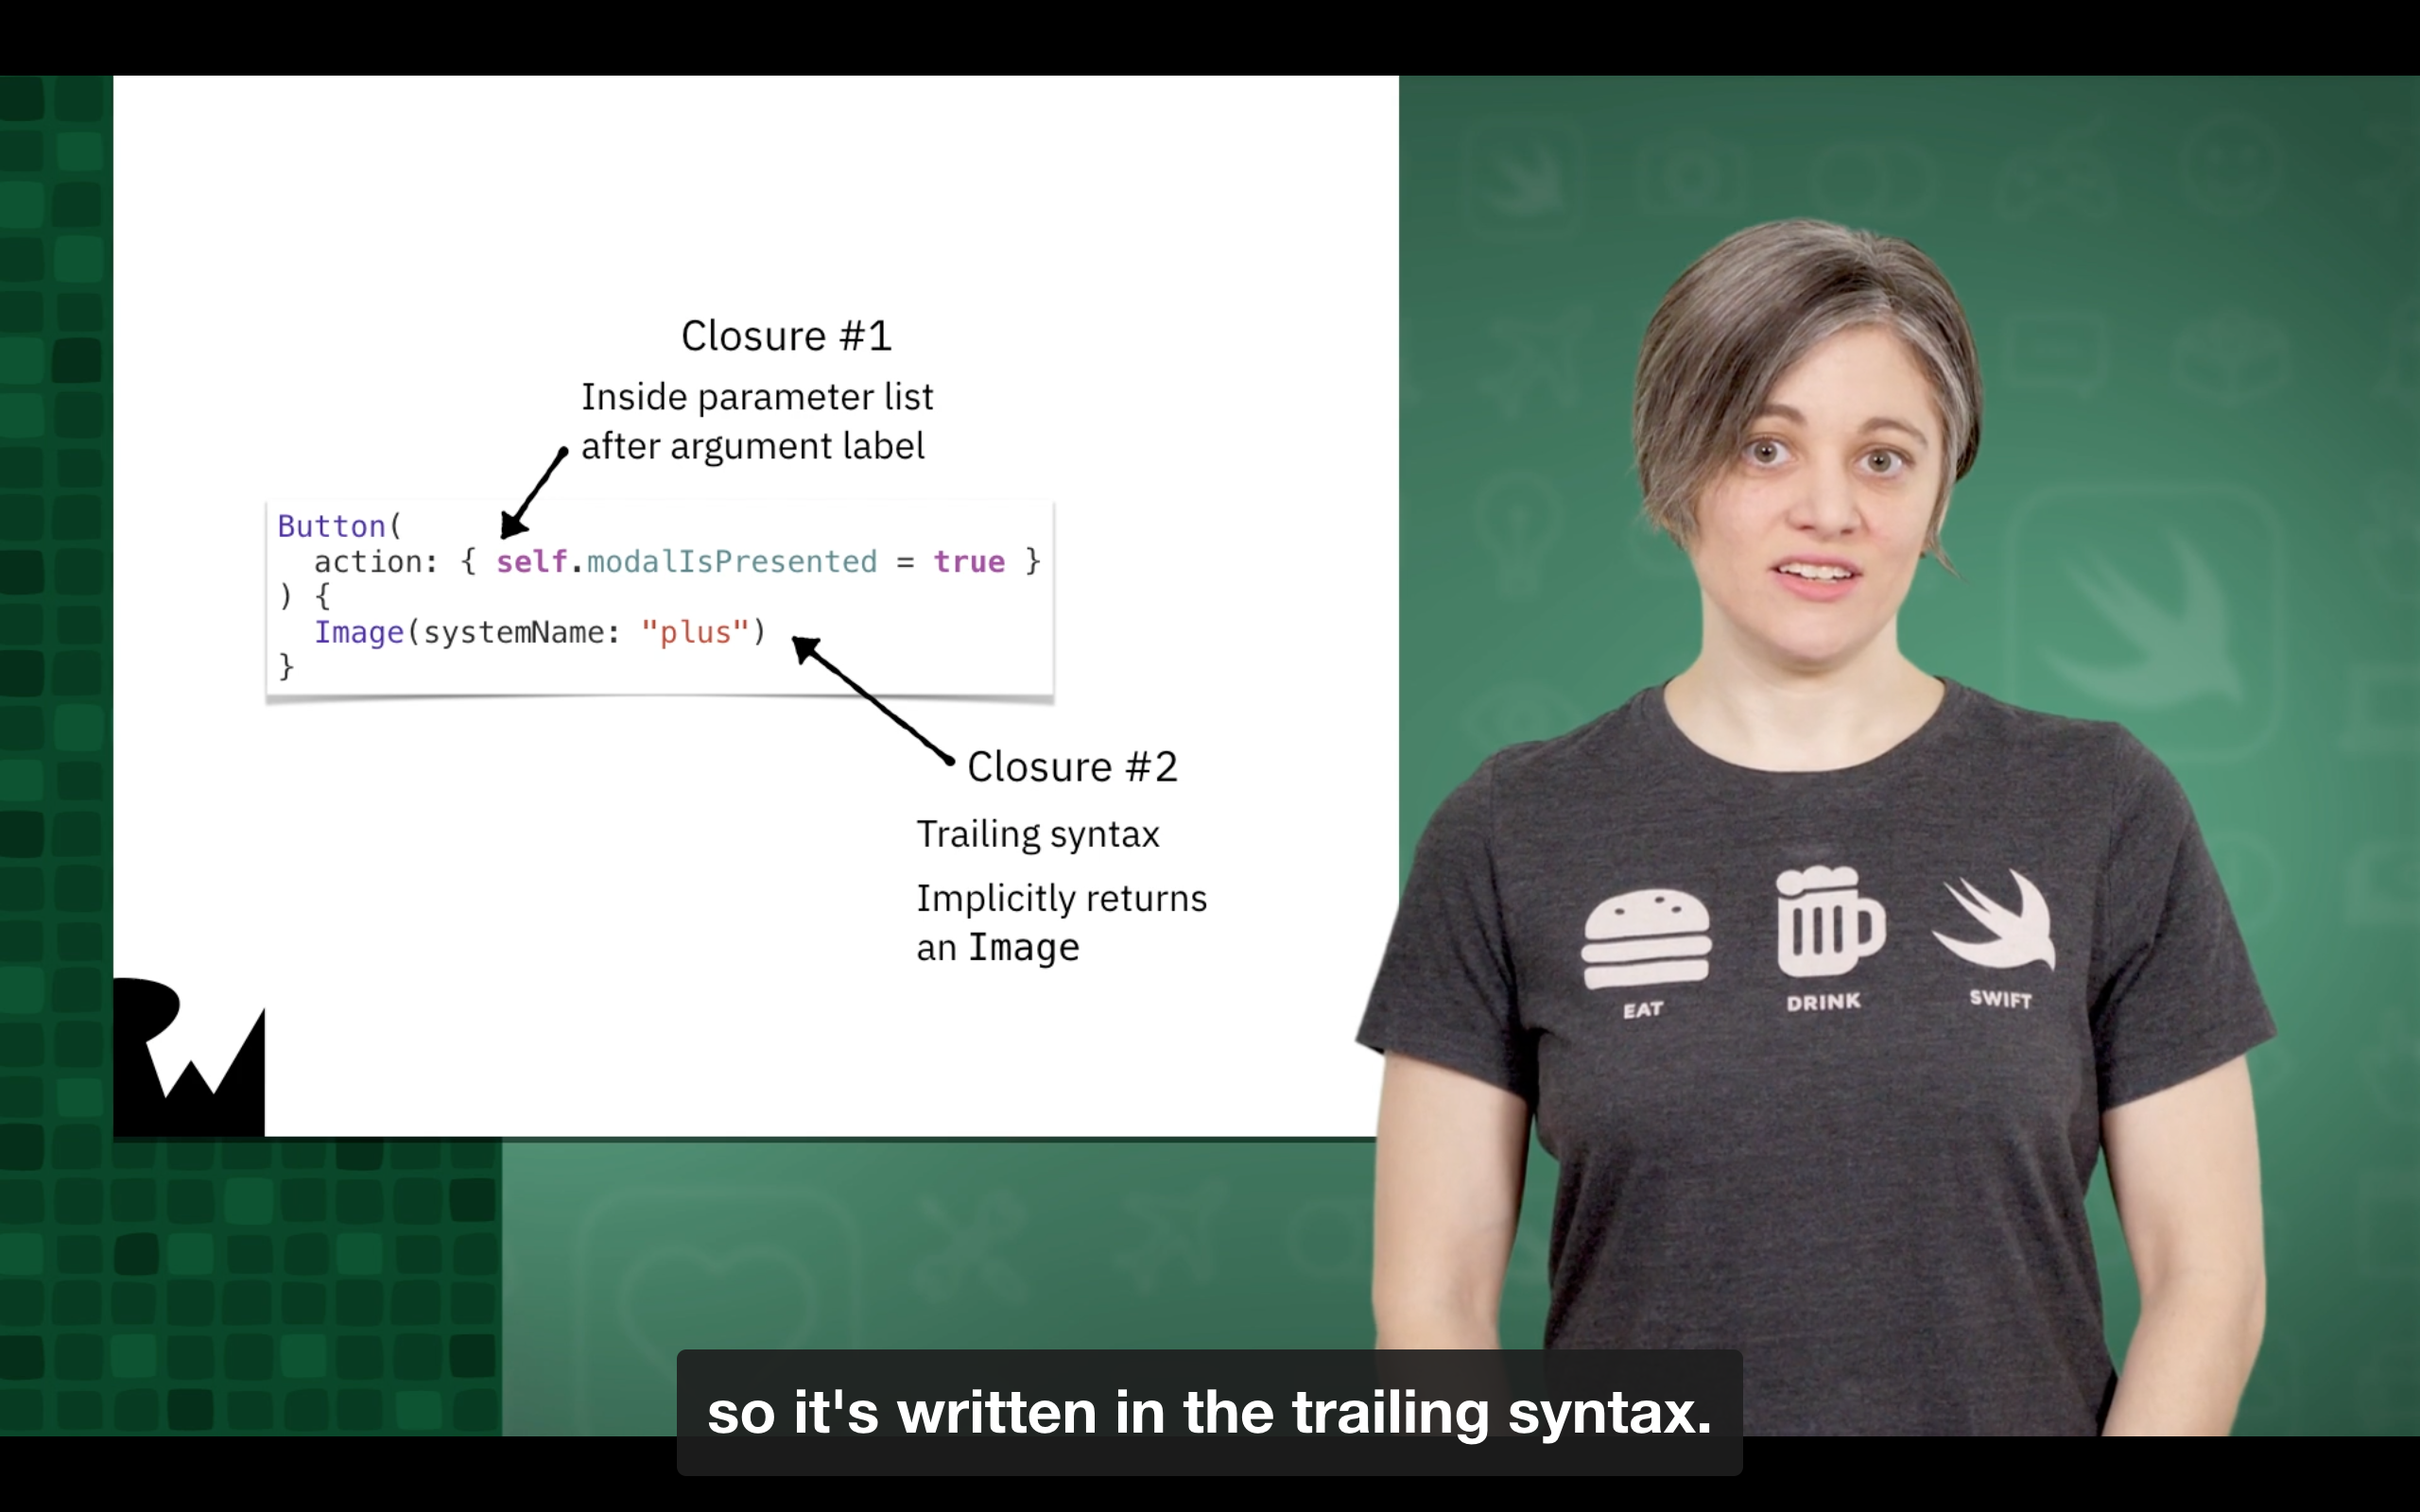 Closure #1
Inside parameter list
after argument label
Button(
  action: { self.modalIsPresented = true }
) {
  Image(systemName: "plus")
}
Closure #2
Trailing syntax
Implicitly returns
an Image
RW
EAT
DRINK
SWIFT
so it's written in the trailing syntax.